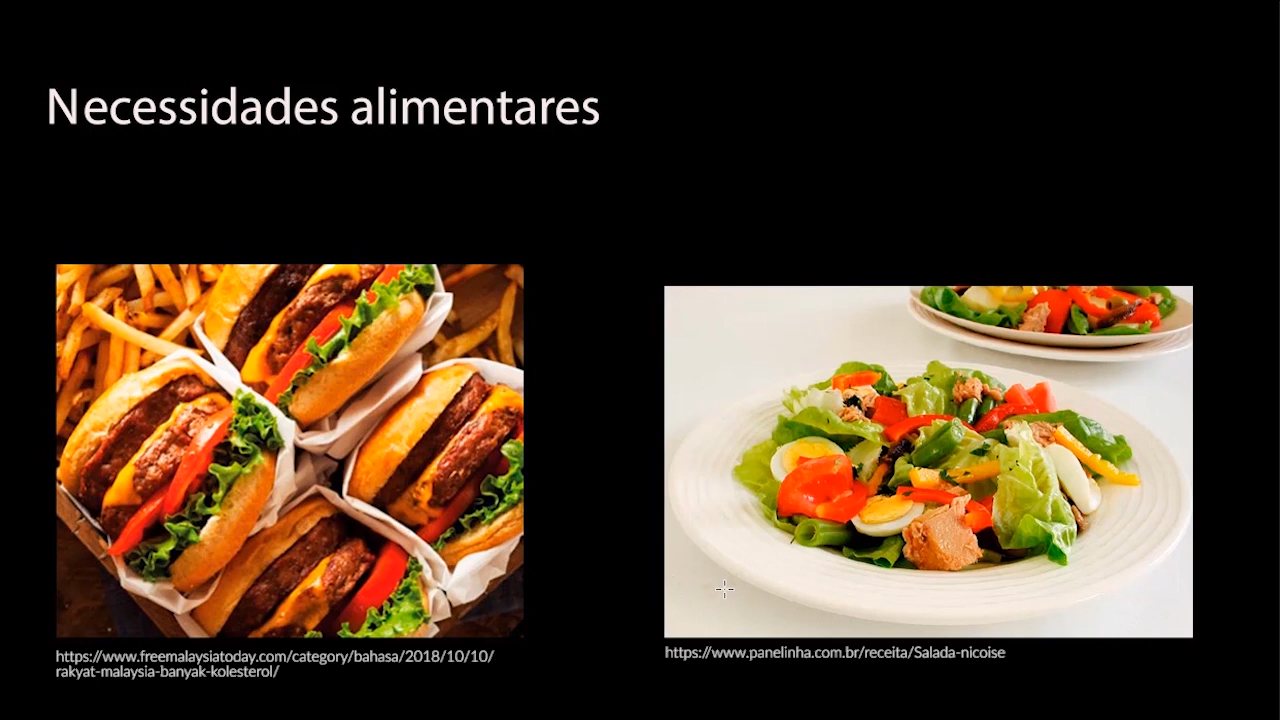 Necessidades alimentares
https://www.freemalaysiatoday.com/category/bahasa/2018/10/10/
rakyat-malaysia-banyak-kolesterol/
https://www.panelinha.com.br/receita/Salada-nicoise